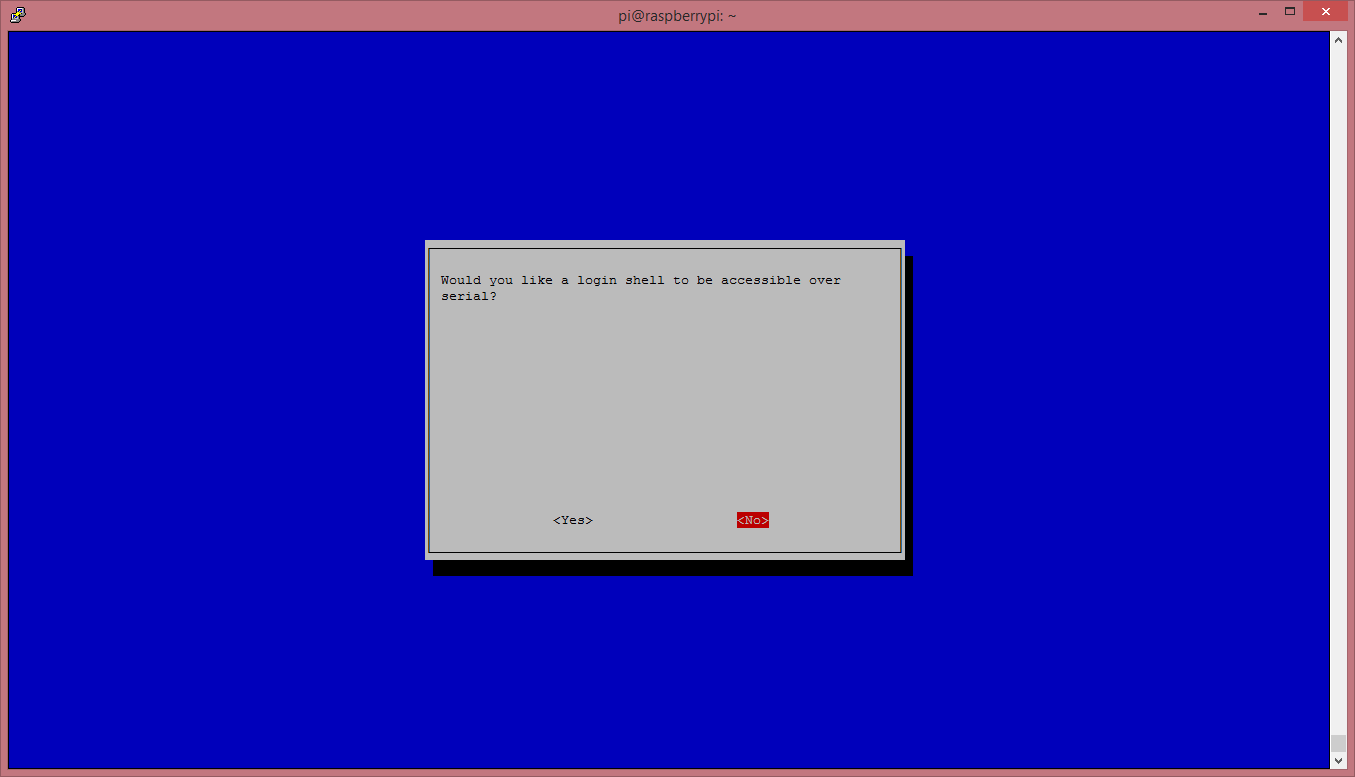 pi@raspberrypi: ~
Would you like a login shell to be accessible over
serial?
<Yes> <No>